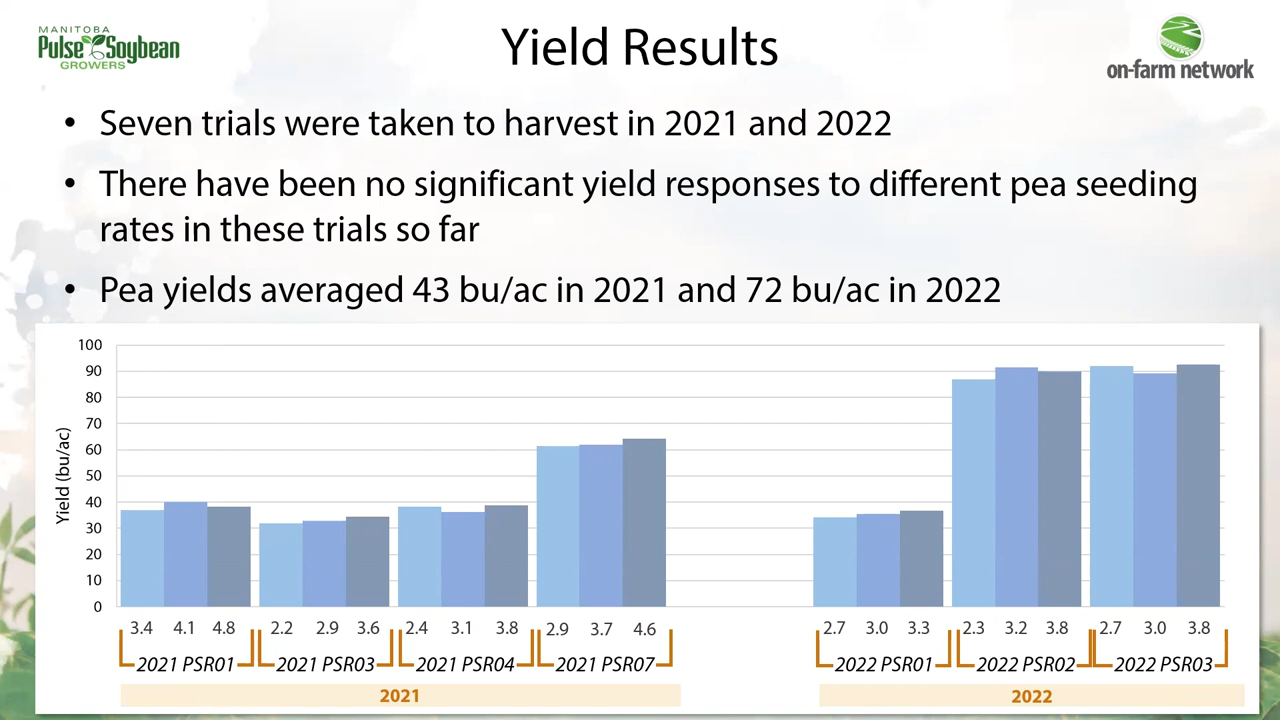 MANITOBA
Pulse Soybean
GROWERS
Yield Results
on-farm network
• Seven trials were taken to harvest in 2021 and 2022
• There have been no significant yield responses to different pea seeding
rates in these trials so far
• Pea yields averaged 43 bu/ac in 2021 and 72 bu/ac in 2022
Yield (bu/ac)
100
90
80
70
60
50
40
30
20
10
0
3.4 4.1 4.8 2.2 2.9 3.6 2.4 3.1 3.8 2.9 3.7 4.6 2.7 3.0 3.3 2.3 3.2 3.8 2.7 3.0 3.8
2021 PSR01 2021 PSR03 2021 PSR04 2021 PSR07 2022 PSR01 2022 PSR02 2022 PSR03
2021 2022